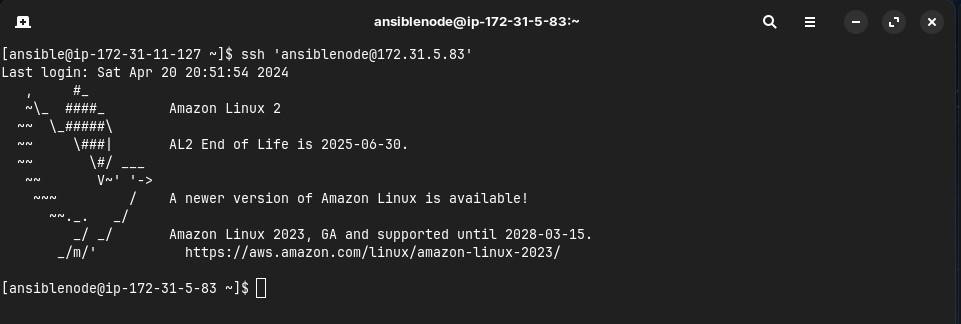 ansiblenode@ip-172-31-5-83:~
[ansible@ip-172-31-11-127 ~]$ ssh 'ansiblenode@172.31.5.83'
Last login: Sat Apr 20 20:51:54 2024
   ,     #_
   ~\_  ####_        Amazon Linux 2
  ~~  \_#####\
  ~~     \###|       AL2 End of Life is 2025-06-30.
  ~~       \#/ ___
   ~~       V~' '->
    ~~~         /    A newer version of Amazon Linux is available!
      ~~._.   _/
         _/ _/       Amazon Linux 2023, GA and supported until 2028-03-15.
       _/m/'           https://aws.amazon.com/linux/amazon-linux-2023/
[ansiblenode@ip-172-31-5-83 ~]$